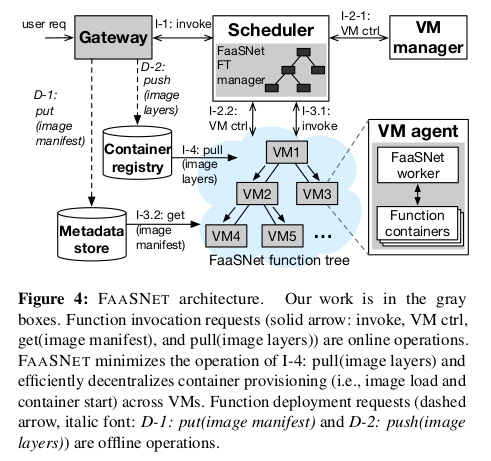 user req
Gateway
I-1: invoke
Scheduler
FaaSNet
FT
manager
I-2-1:
VM ctrl
VM
manager
D-1:
put
(image
manifest)
D-2:
push
(image
layers)
I-2.2:
VM ctrl
I-3.1:
invoke
Container
registry
I-4: pull
(image
layers)
VM1
VM2
VM3
VM4
VM5
...
VM agent
FaaSNet
worker
Function
containers
Metadata
store
I-3.2: get
(image
manifest)
FaaSNet function tree
Figure 4: FAASNET architecture. Our work is in the gray
boxes. Function invocation requests (solid arrow: invoke, VM ctrl,
get(image manifest), and pull(image layers)) are online operations.
FAASNET minimizes the operation of I-4: pull(image layers) and
efficiently decentralizes container provisioning (i.e., image load and
container start) across VMs. Function deployment requests (dashed
arrow, italic font: D-1: put(image manifest) and D-2: push(image
layers)) are offline operations.